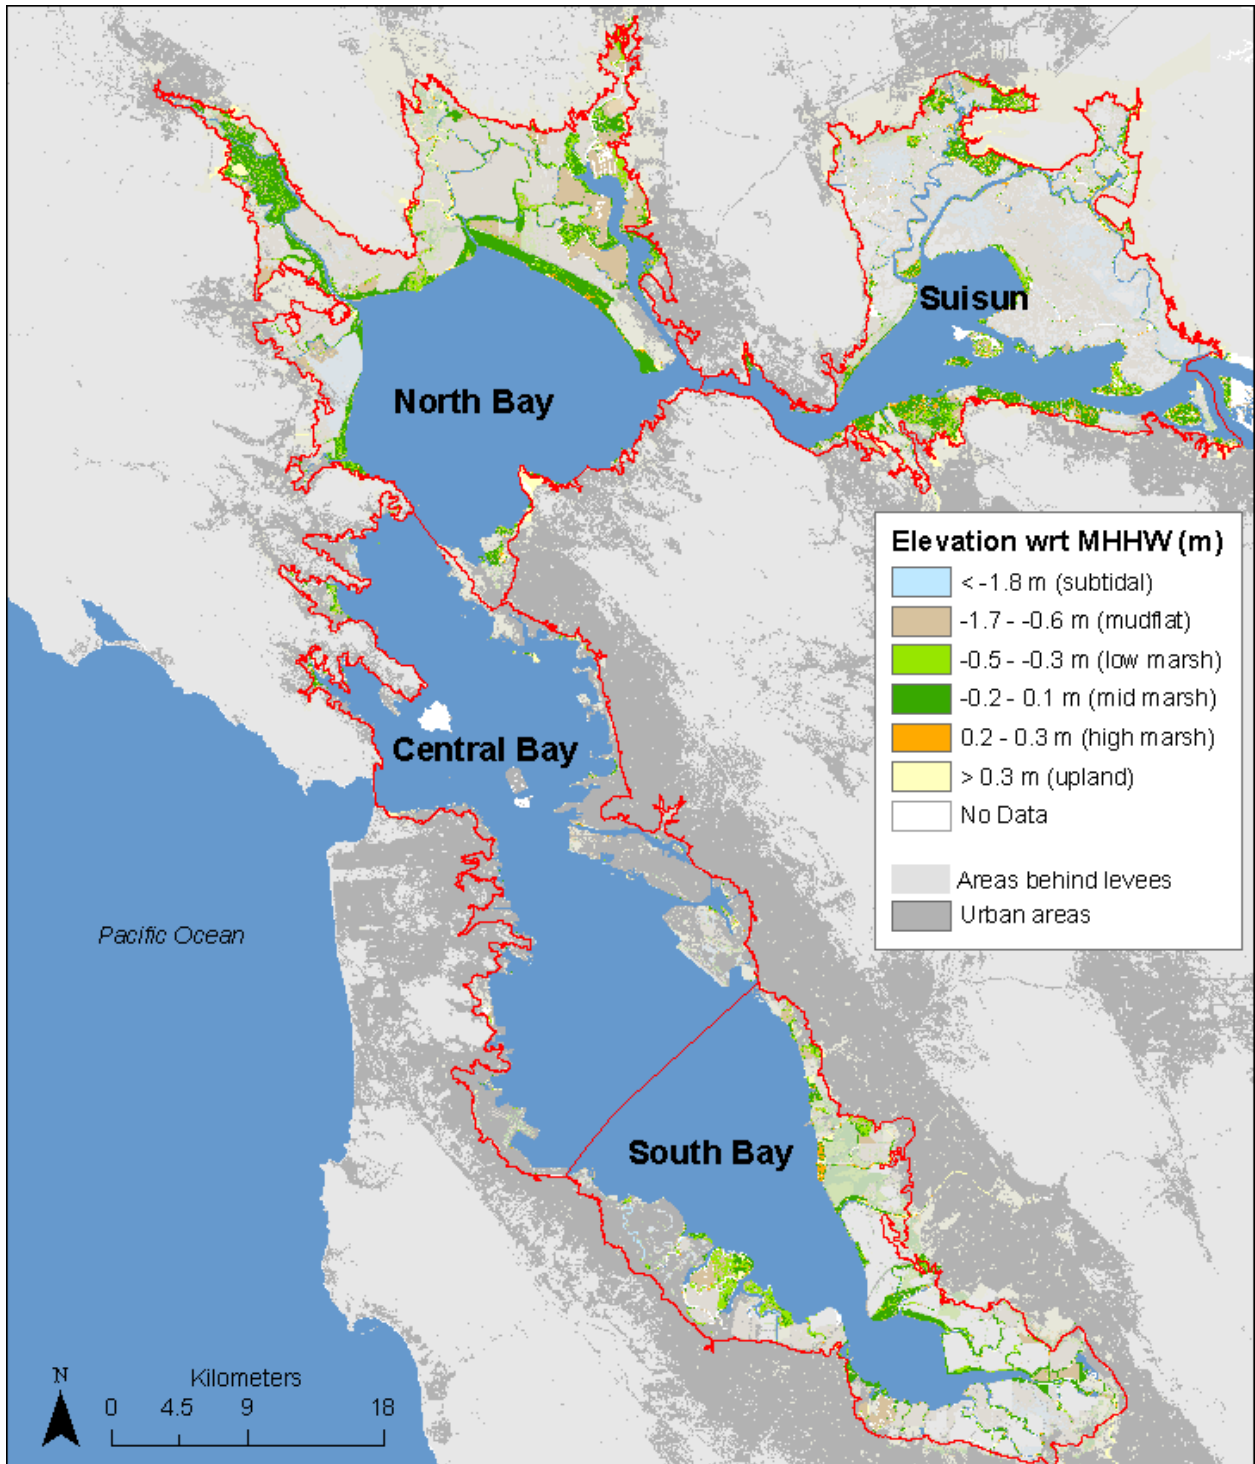 Suisun
North Bay
Elevation wrt MHHW (m)
< -1.8 m (subtidal)
-1.7 - -0.6 m (mudflat)
-0.5 - -0.3 m (low marsh)
-0.2 - 0.1 m (mid marsh)
0.2 - 0.3 m (high marsh)
> 0.3 m (upland)
No Data
Areas behind levees
Urban areas
Central Bay
Pacific Ocean
South Bay
N
Kilometers
0 4.5 9 18